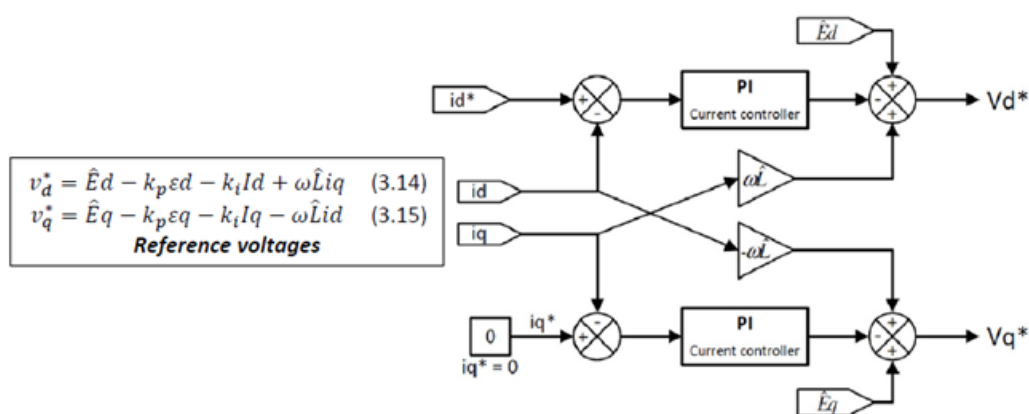 v*d = Êd − kpεd − kiId + ωL̂iq (3.14)
v*q = Êq − kpεq − kiIq − ωL̂id (3.15)
Reference voltages
Êd
id*
+
-
PI
Current controller
+
-
+
Vd*
id
ωL̂
iq
-ωL̂
0
iq*
iq* = 0
-
+
PI
Current controller
+
-
+
Vq*
Êq